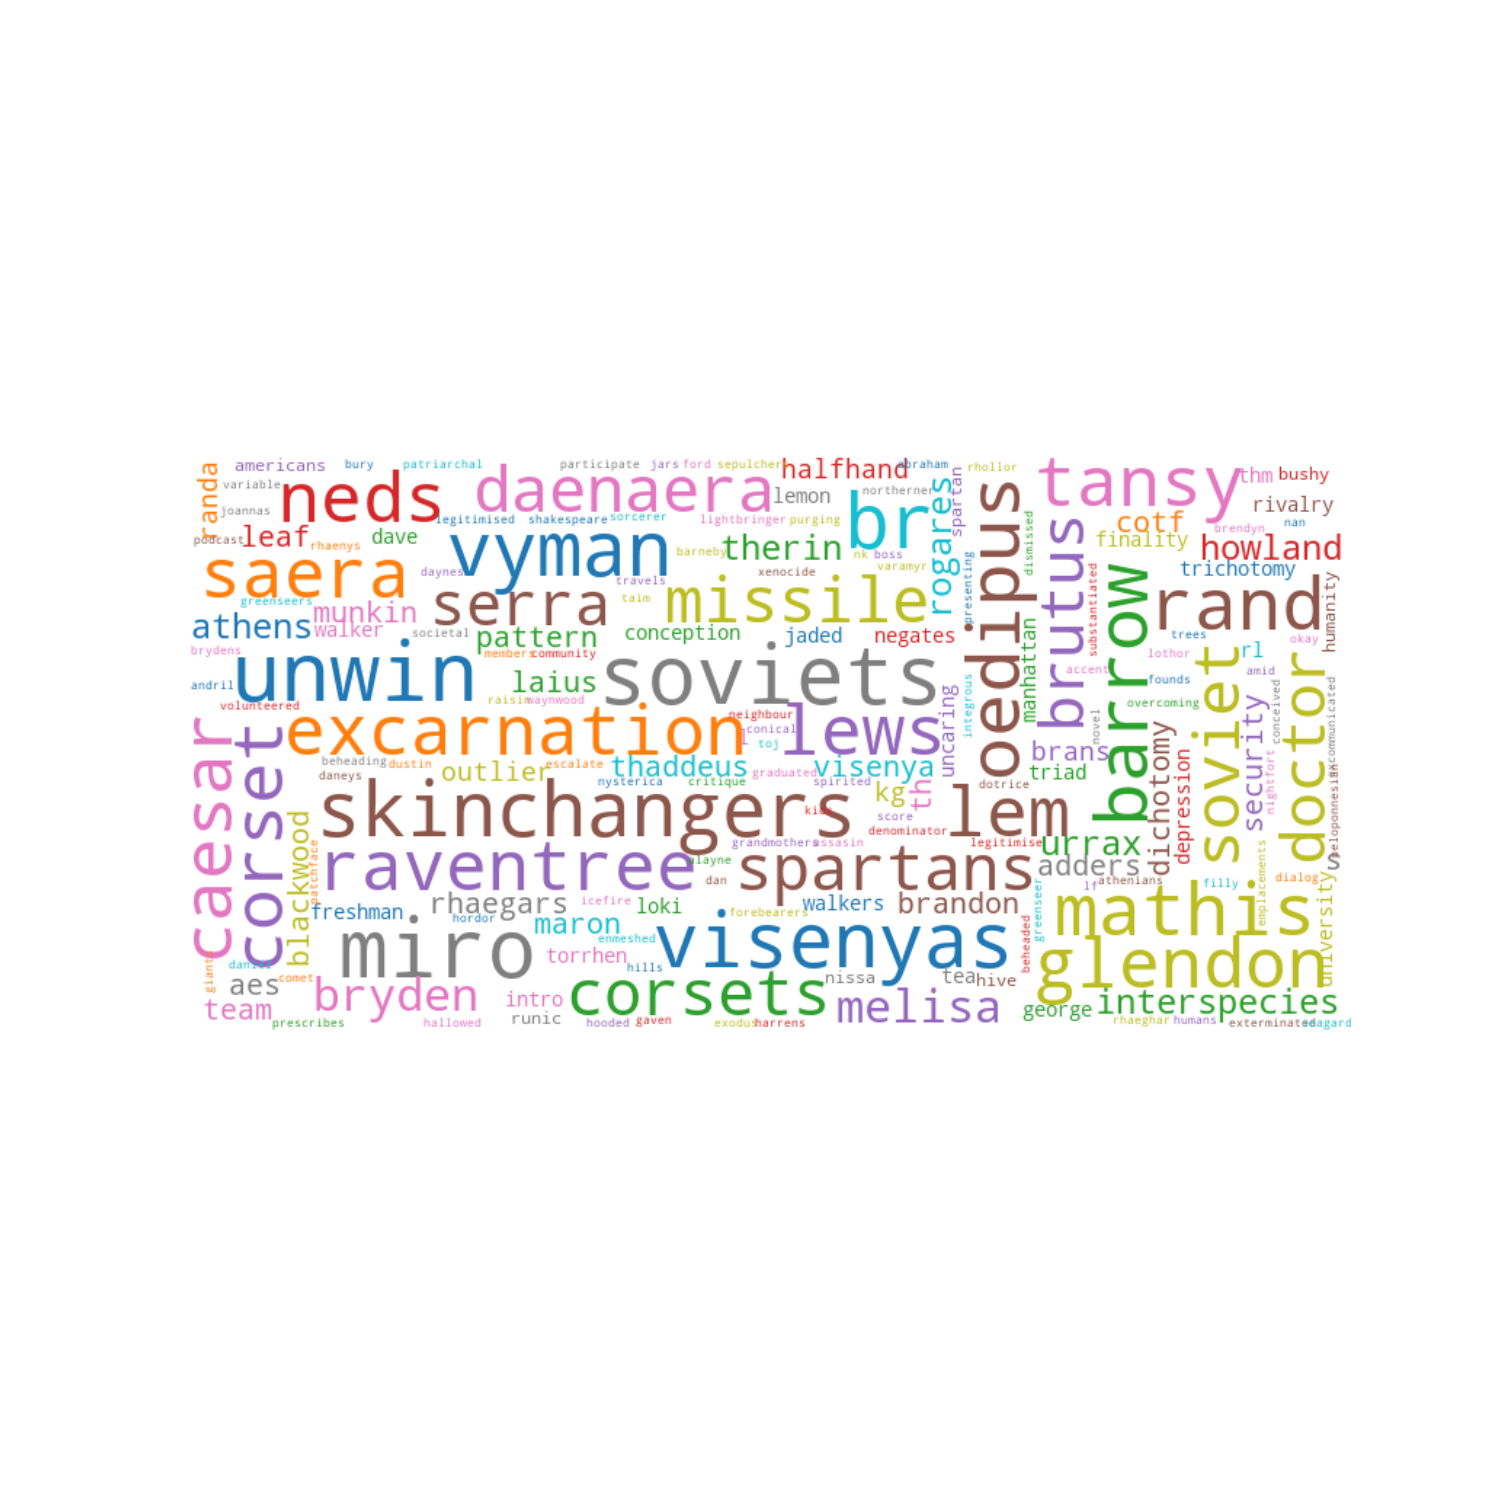 randa
americans
bury
patriarchal
participate
jars
ford
sepulchers
halfhand
abraham
rhollor
tansy
thm
bushy
variable
neds
daenaera
lemon
northerner
spartan
rivalry
joannas
legitimised
shakespeare
sorcerer
lightbringer
purging
br
rogares
oedipus
dismissed
brutus
cotf
brendyn
nan
podcast
leaf
rhaenys
dave
vyman
barneby
therin
nk
boss
finality
howland
saera
daynes
travels
xenocide
varamyr
presenting
substantiated
barrow
trichotomy
humanity
greenseers
munkin
serra
taim
missile
rand
athens
walker
societal
pattern
conception
jaded
negates
manhattan
trees
okay
brydens
unwin
members
community
soviets
lothor
rl
soviet
doctor
andril
laius
accent
founds
amid
volunteered
raisin
waynwood
uncaring
integrous
overcoming
conceived
excommunicated
caesar
corset
excarnation
neighbour
conical
l
toj
lews
novel
security
beheading
dustin
escalate
thaddeus
visenya
brans
dichotomy
depression
nightfort
peloponnesian
daneys
outlier
nysterica
critique
graduated
spirited
kg
th
triad
dotrice
skinchangers
kids
score
lem
blackwood
denominator
legitimise
urrax
patchface
raventree
alayne
grandmothers
assasin
spartans
adders
s
dan
lf
athenians
filly
emplacements
dialog
freshman
rhaegars
icefire
loki
forebearers
walkers
brandon
greenseer
mathis
university
hordor
maron
enmeshed
miro
visenyas
beheaded
glendon
giants
daniel
comet
torrhen
hills
aes
nissa
tea
hive
team
bryden
intro
corsets
melisa
george
interspecies
prescribes
hallowed
runic
hooded
gaven
exodus
harrens
rhaeghar
humans
exterminated
seagard